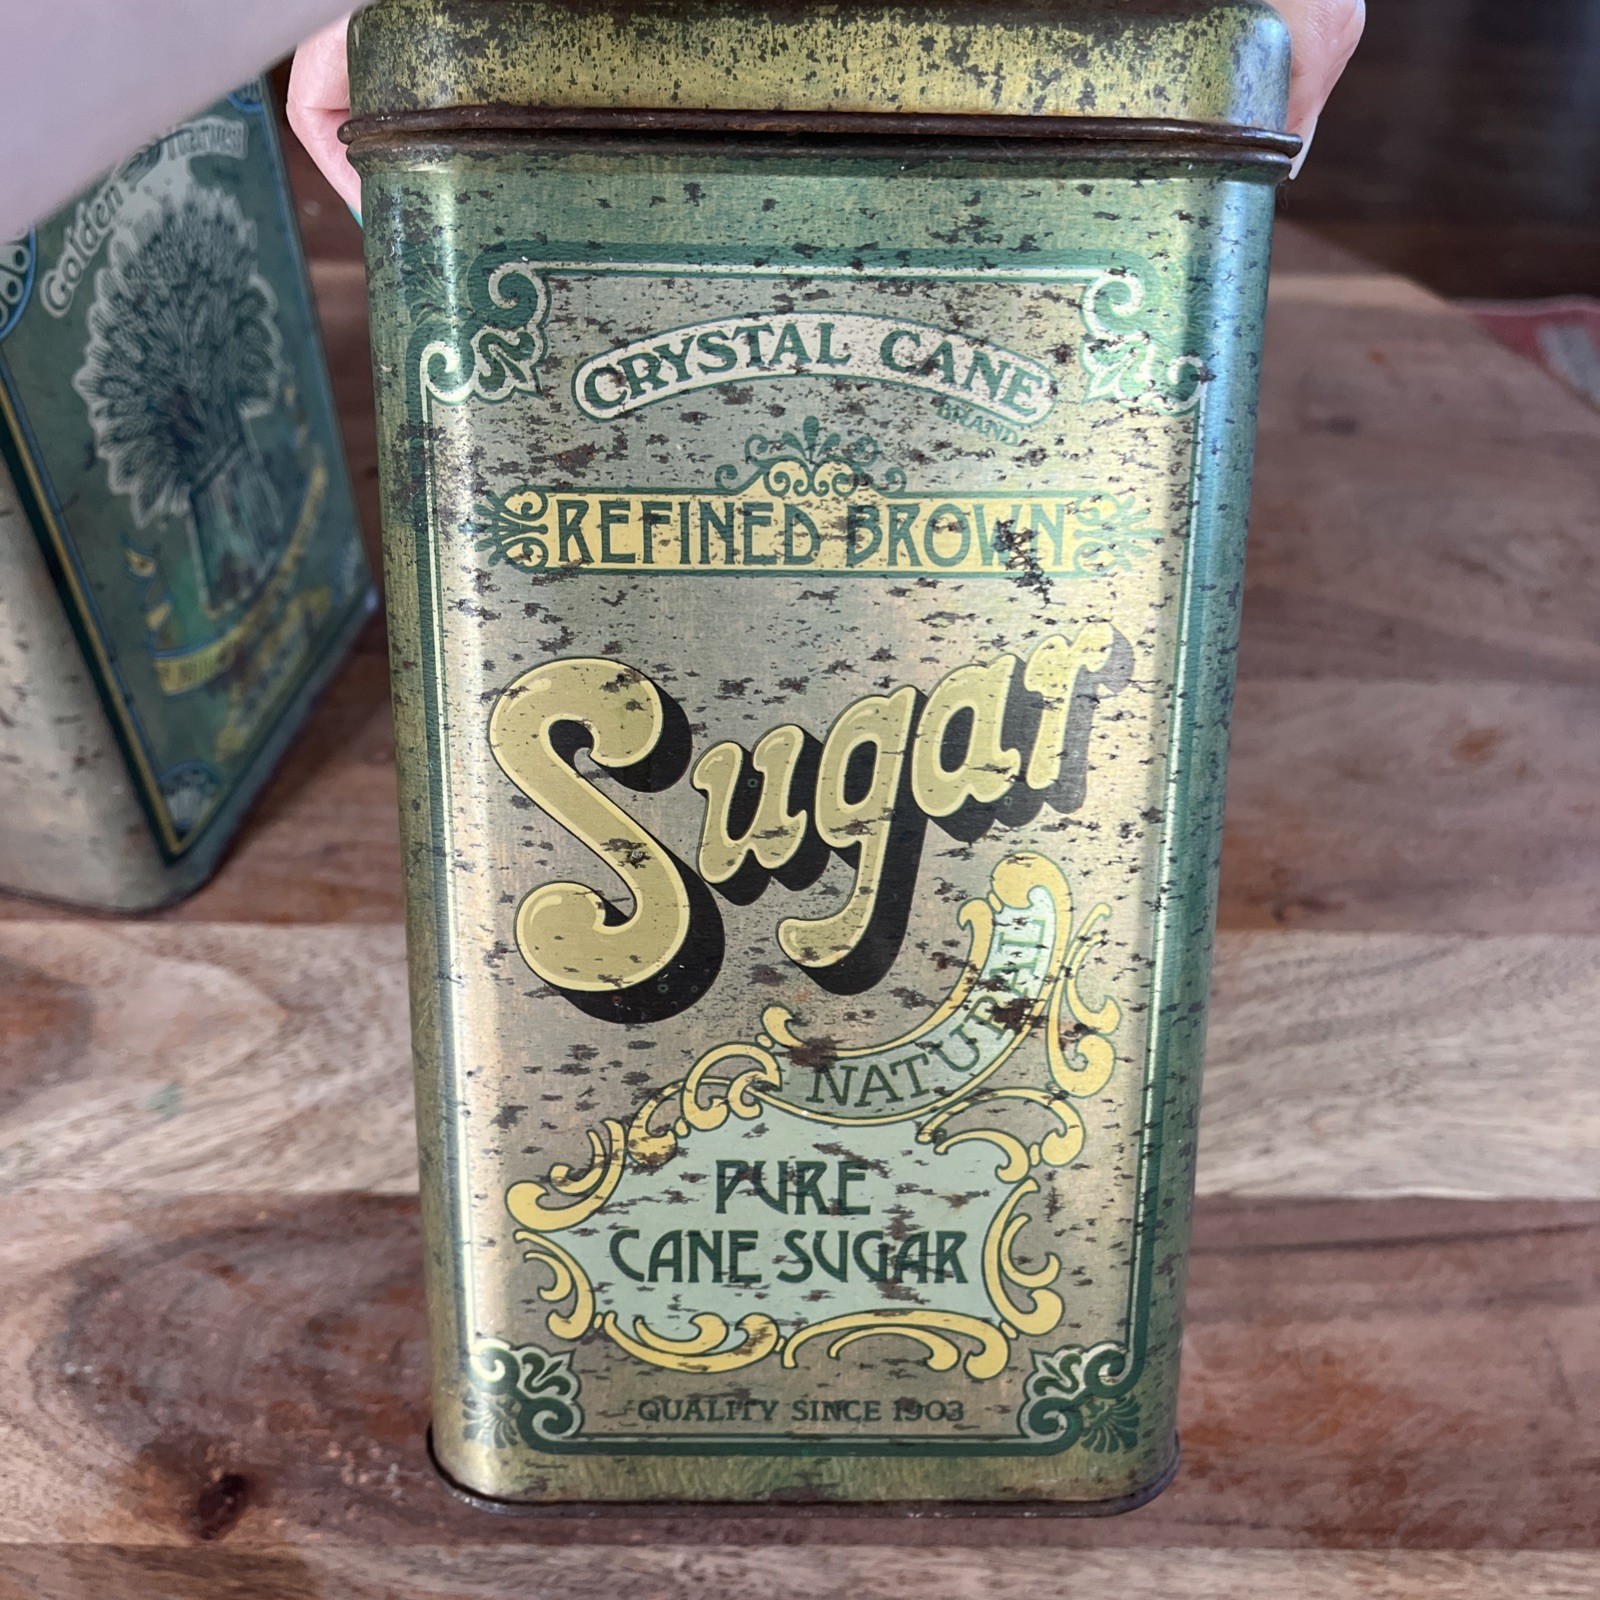 CRYSTAL CANE
BRAND
REFINED BROWN
Sugar
NATURAL
PURE
CANE SUGAR
QUALITY SINCE 1903
Golden